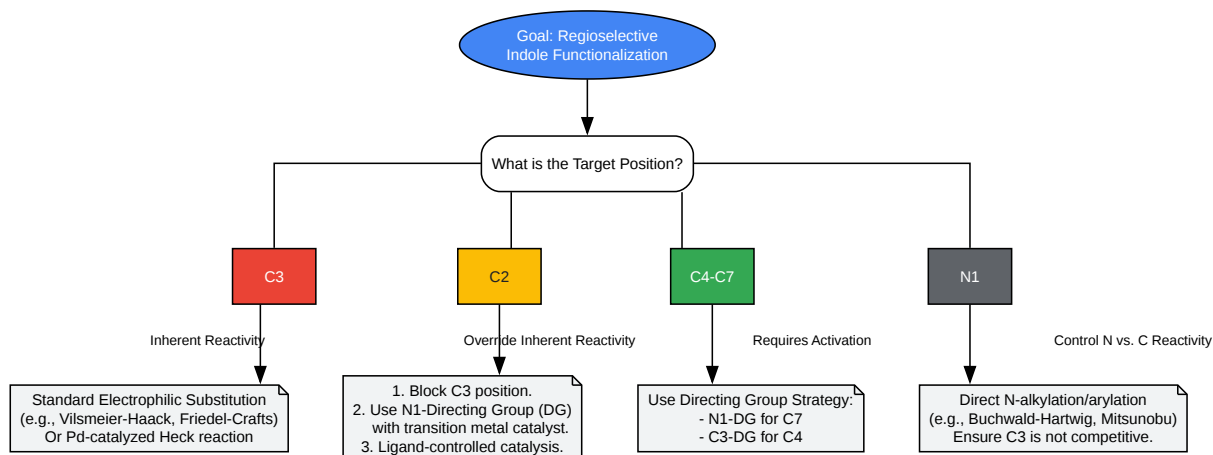 Goal: Regioselective
Indole Functionalization
What is the Target Position?
C3
C2
C4-C7
N1
Inherent Reactivity
Override Inherent Reactivity
Requires Activation
Control N vs. C Reactivity
Standard Electrophilic Substitution
(e.g., Vilsmeier-Haack, Friedel-Crafts)
Or Pd-catalyzed Heck reaction
1. Block C3 position.
2. Use N1-Directing Group (DG)
with transition metal catalyst.
3. Ligand-controlled catalysis.
Use Directing Group Strategy:
- N1-DG for C7
- C3-DG for C4
Direct N-alkylation/arylation
(e.g., Buchwald-Hartwig, Mitsunobu)
Ensure C3 is not competitive.